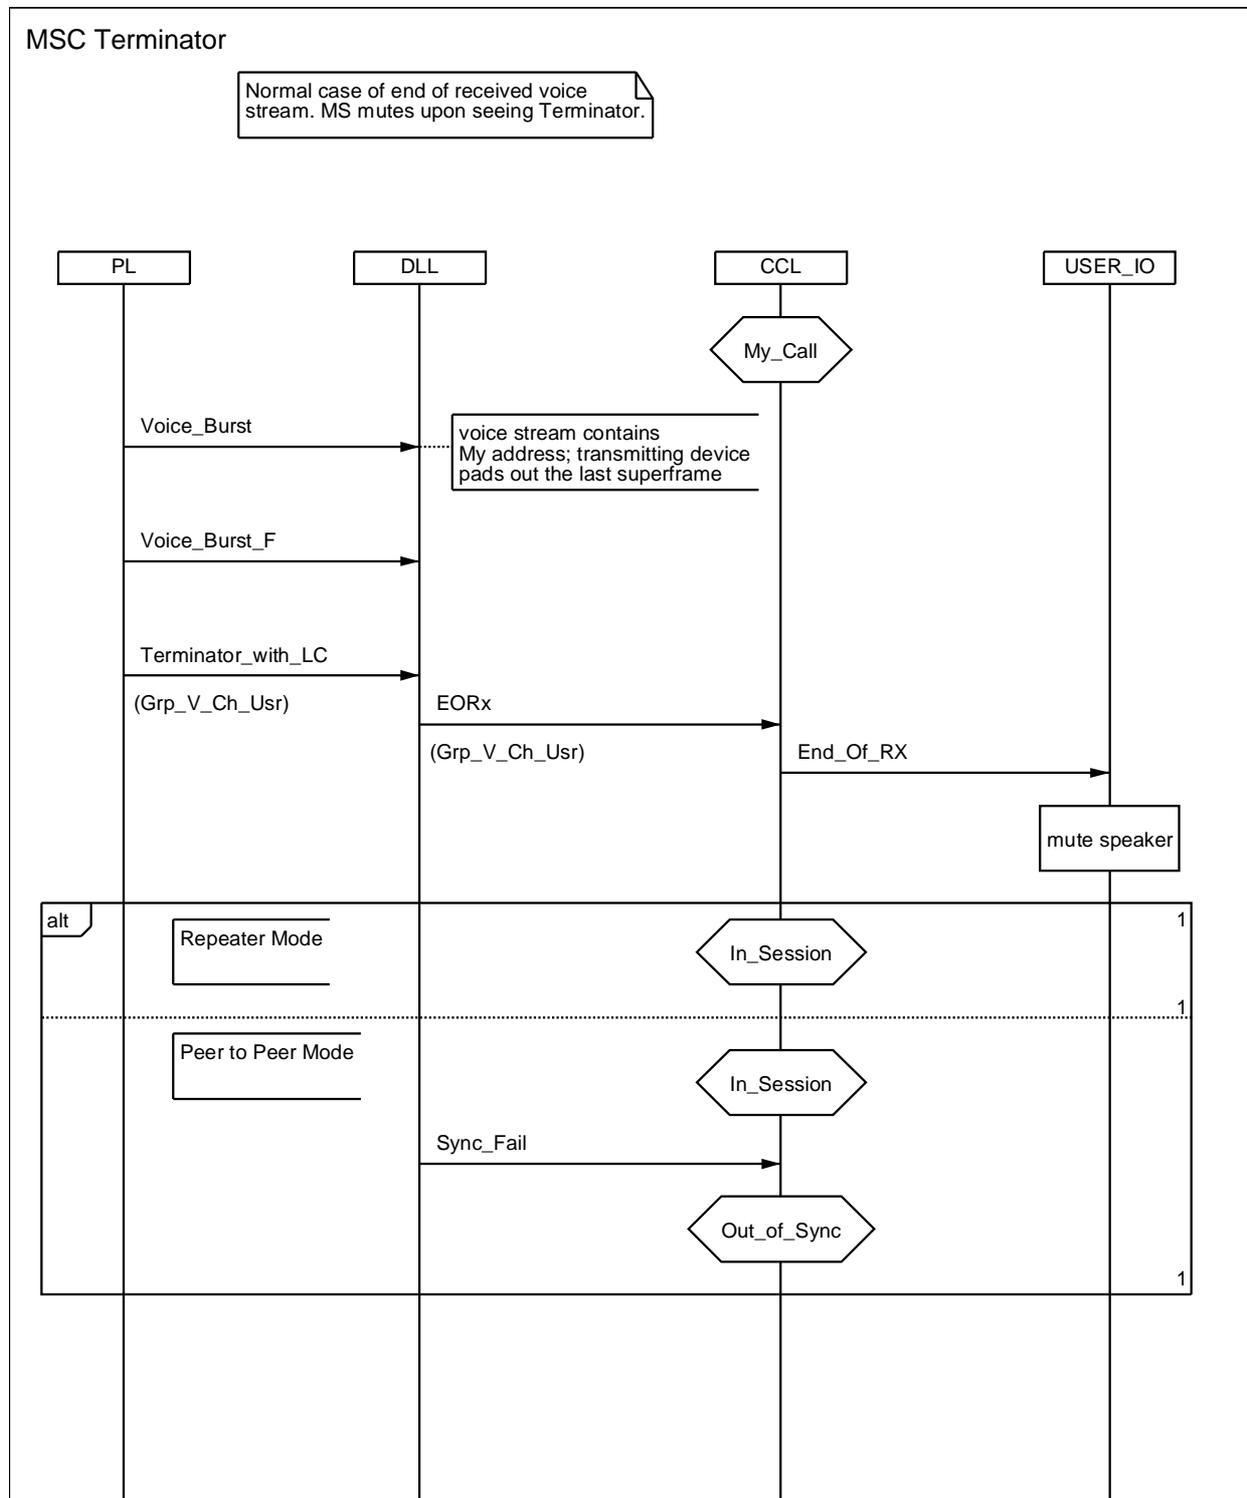 MSC Terminator
Normal case of end of received voice
stream. MS mutes upon seeing Terminator.
PL
DLL
CCL
USER_IO
My_Call
Voice_Burst
voice stream contains
My address; transmitting device
pads out the last superframe
Voice_Burst_F
Terminator_with_LC
(Grp_V_Ch_Usr)
EORx
(Grp_V_Ch_Usr)
End_Of_RX
mute speaker
alt
1
Repeater Mode
In_Session
1
Peer to Peer Mode
In_Session
Sync_Fail
Out_of_Sync
1